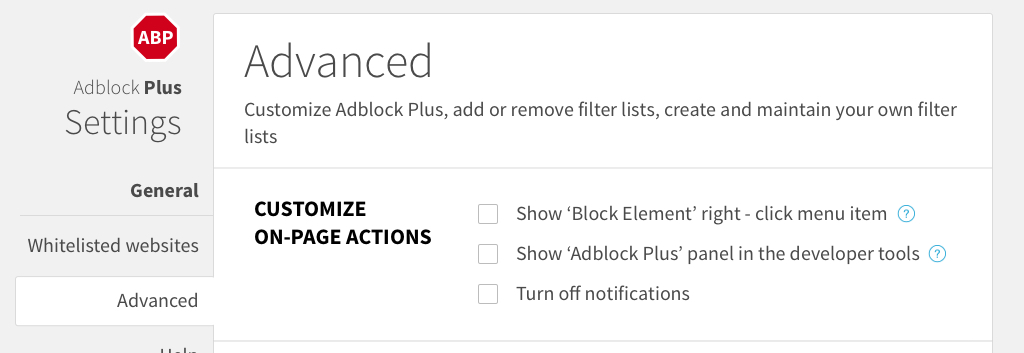 ABP
Adblock Plus
Settings
General
Whitelisted websites
Advanced
Help
Advanced
Customize Adblock Plus, add or remove filter lists, create and maintain your own filter
lists
CUSTOMIZE
ON-PAGE ACTIONS
Show ‘Block Element’ right - click menu item ?
Show ‘Adblock Plus’ panel in the developer tools ?
Turn off notifications